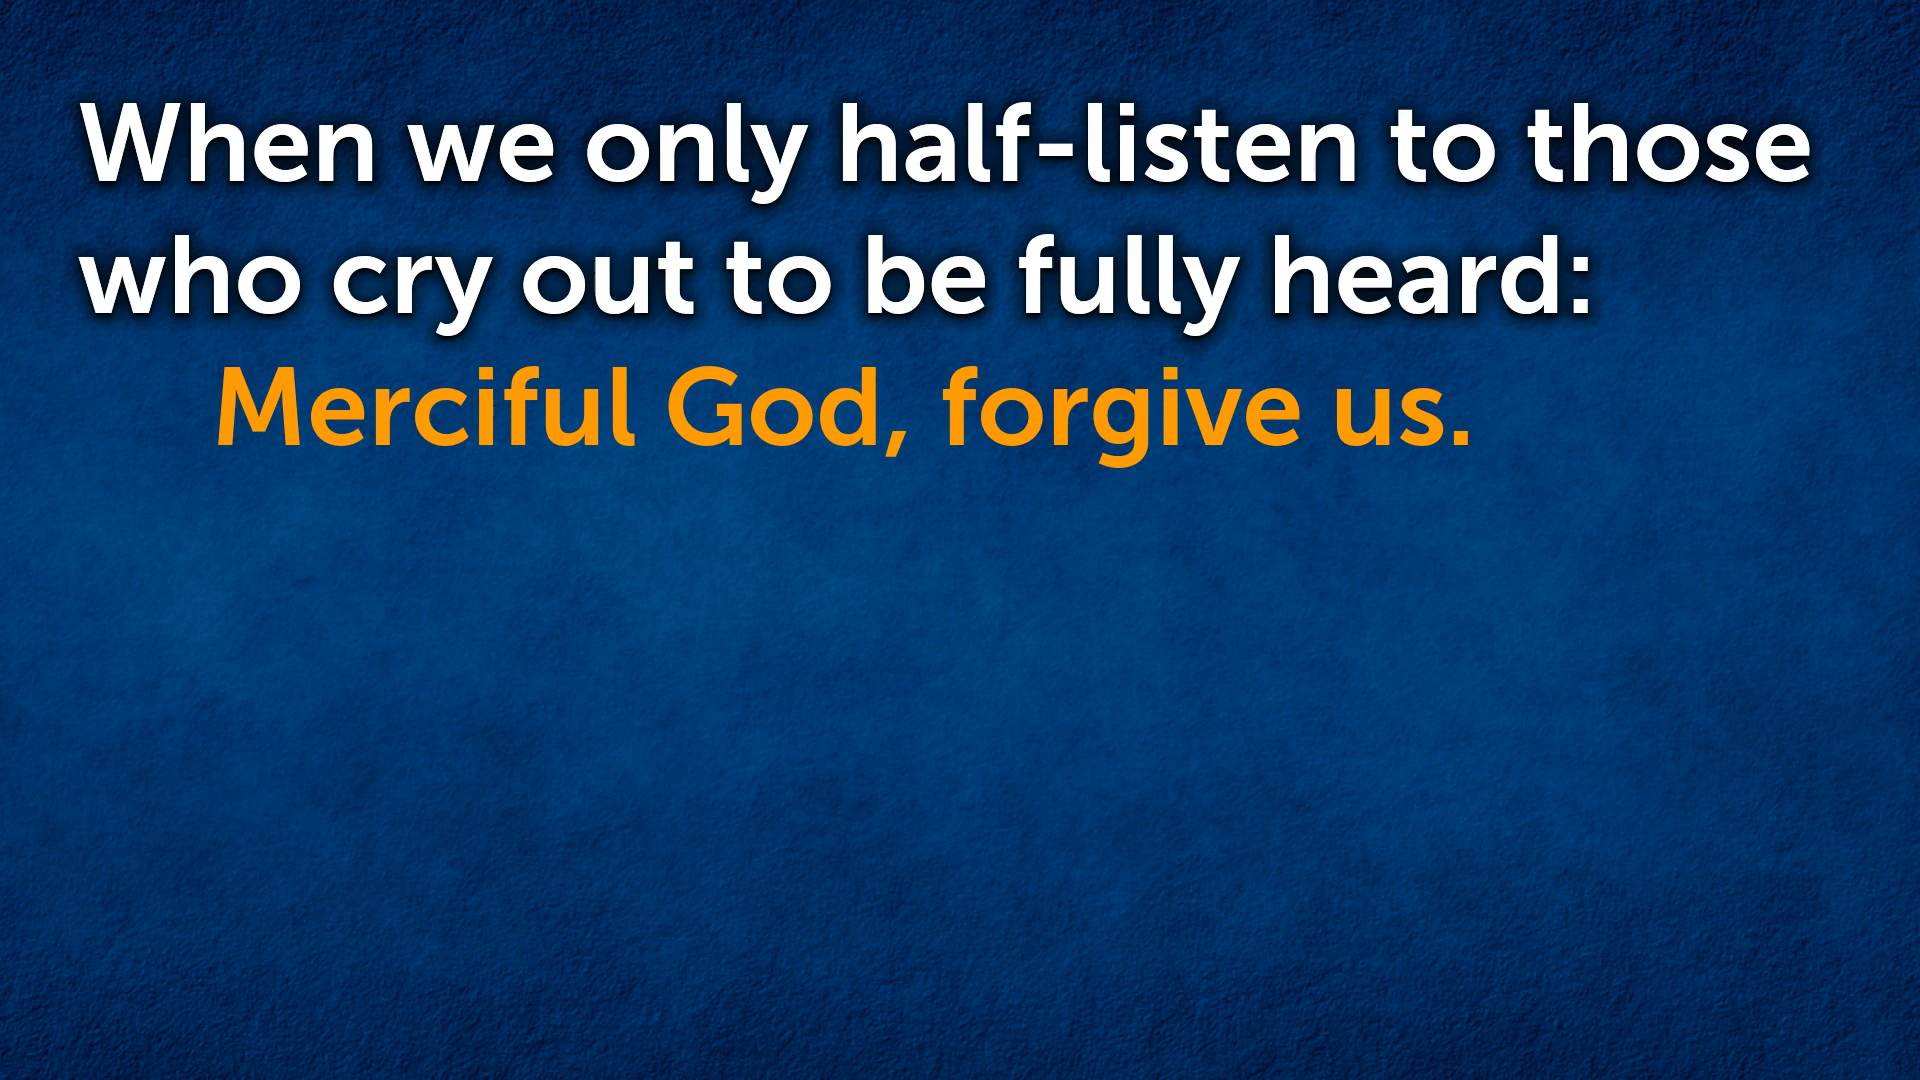 When we only half-listen to those
who cry out to be fully heard:
Merciful God, forgive us.